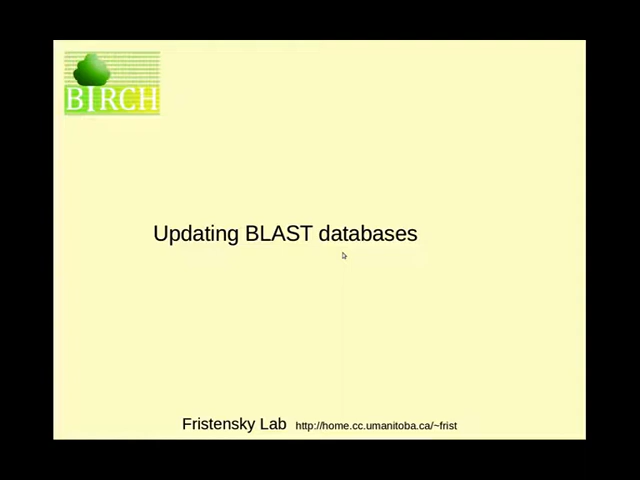 BIRCH
Updating BLAST databases
Fristensky Lab http://home.cc.umanitoba.ca/~frist